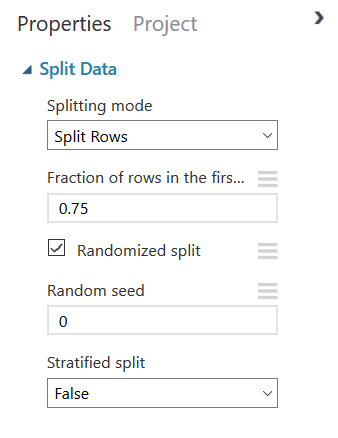 Properties Project
Split Data
Splitting mode
Split Rows
Fraction of rows in the firs...
0.75
Randomized split
Random seed
0
Stratified split
False